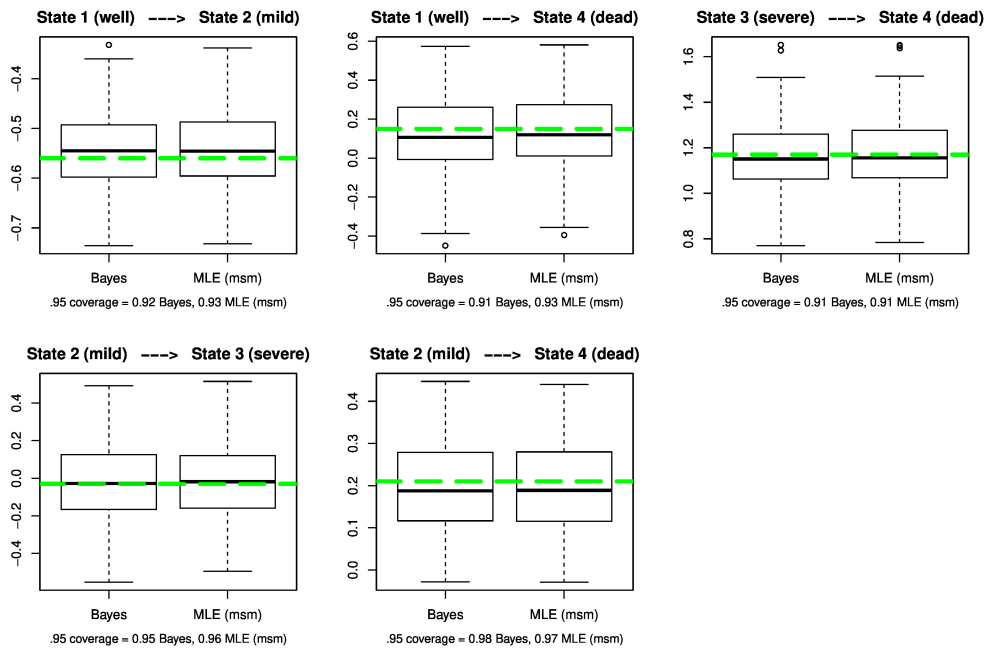 State 1 (well) ---> State 2 (mild)
−0.4
−0.5
−0.6
−0.7
Bayes MLE (msm)
.95 coverage = 0.92 Bayes, 0.93 MLE (msm)
State 1 (well) ---> State 4 (dead)
0.6
0.4
0.2
0.0
−0.2
−0.4
Bayes MLE (msm)
.95 coverage = 0.91 Bayes, 0.93 MLE (msm)
State 3 (severe) ---> State 4 (dead)
1.6
1.4
1.2
1.0
0.8
Bayes MLE (msm)
.95 coverage = 0.91 Bayes, 0.91 MLE (msm)
State 2 (mild) ---> State 3 (severe)
0.4
0.2
0.0
−0.2
−0.4
Bayes MLE (msm)
.95 coverage = 0.95 Bayes, 0.96 MLE (msm)
State 2 (mild) ---> State 4 (dead)
0.4
0.3
0.2
0.1
0.0
Bayes MLE (msm)
.95 coverage = 0.98 Bayes, 0.97 MLE (msm)